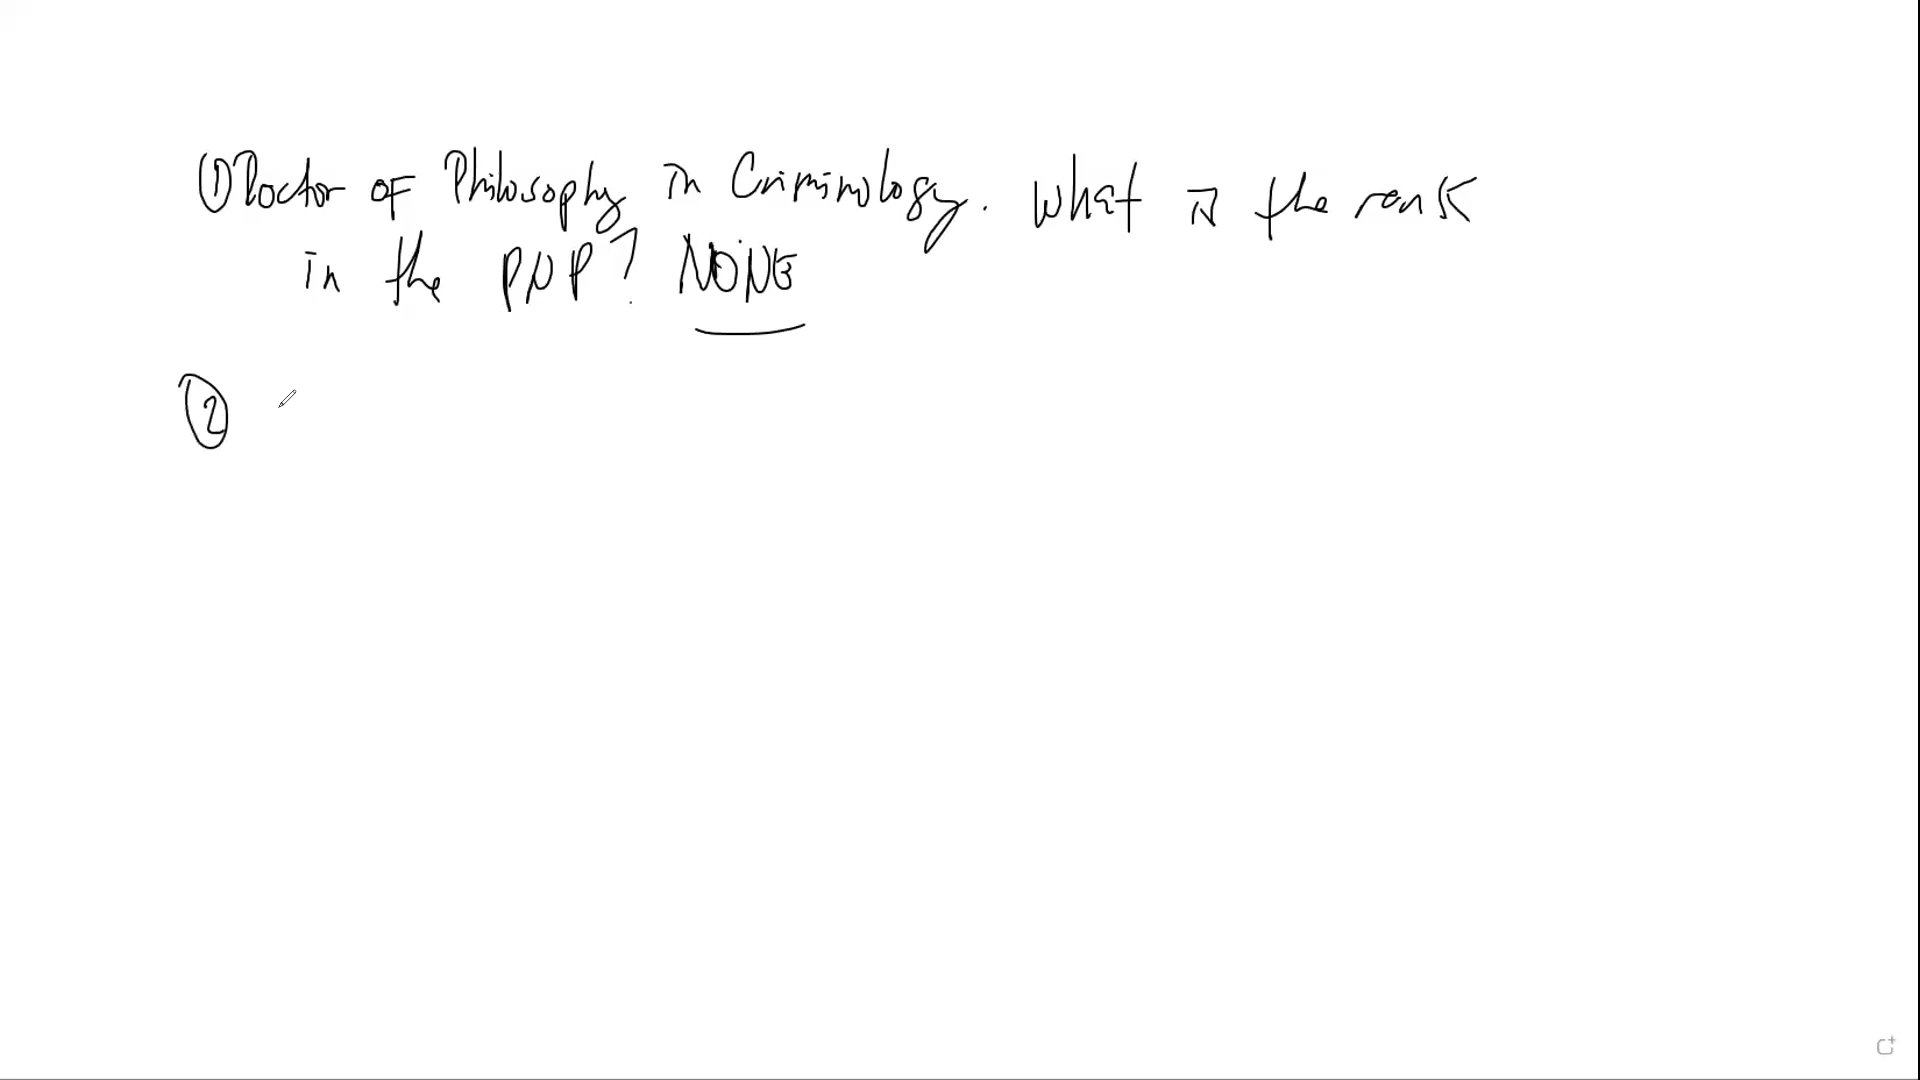 ① Doctor of Philosophy in Criminology. What is the rank
in the PNP? NONE
②